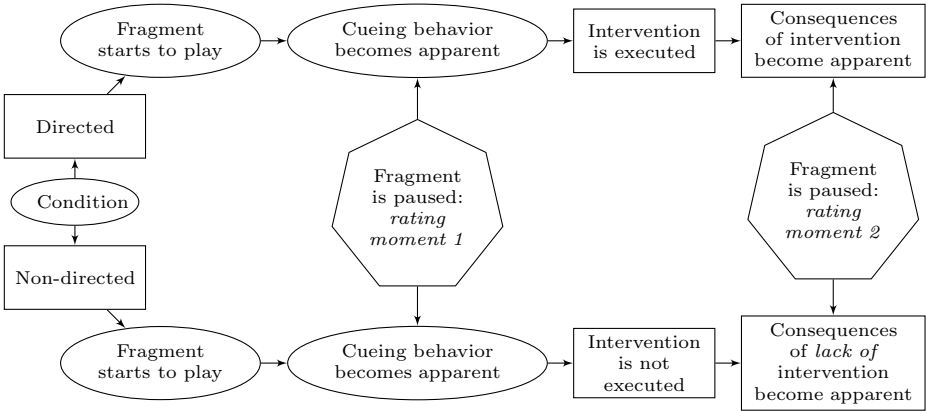 Fragment
starts to play
Cueing behavior
becomes apparent
Intervention
is executed
Consequences
of intervention
become apparent
Directed
Condition
Non-directed
Fragment
is paused:
rating
moment 1
Fragment
is paused:
rating
moment 2
Fragment
starts to play
Cueing behavior
becomes apparent
Intervention
is not
executed
Consequences
of lack of
intervention
become apparent